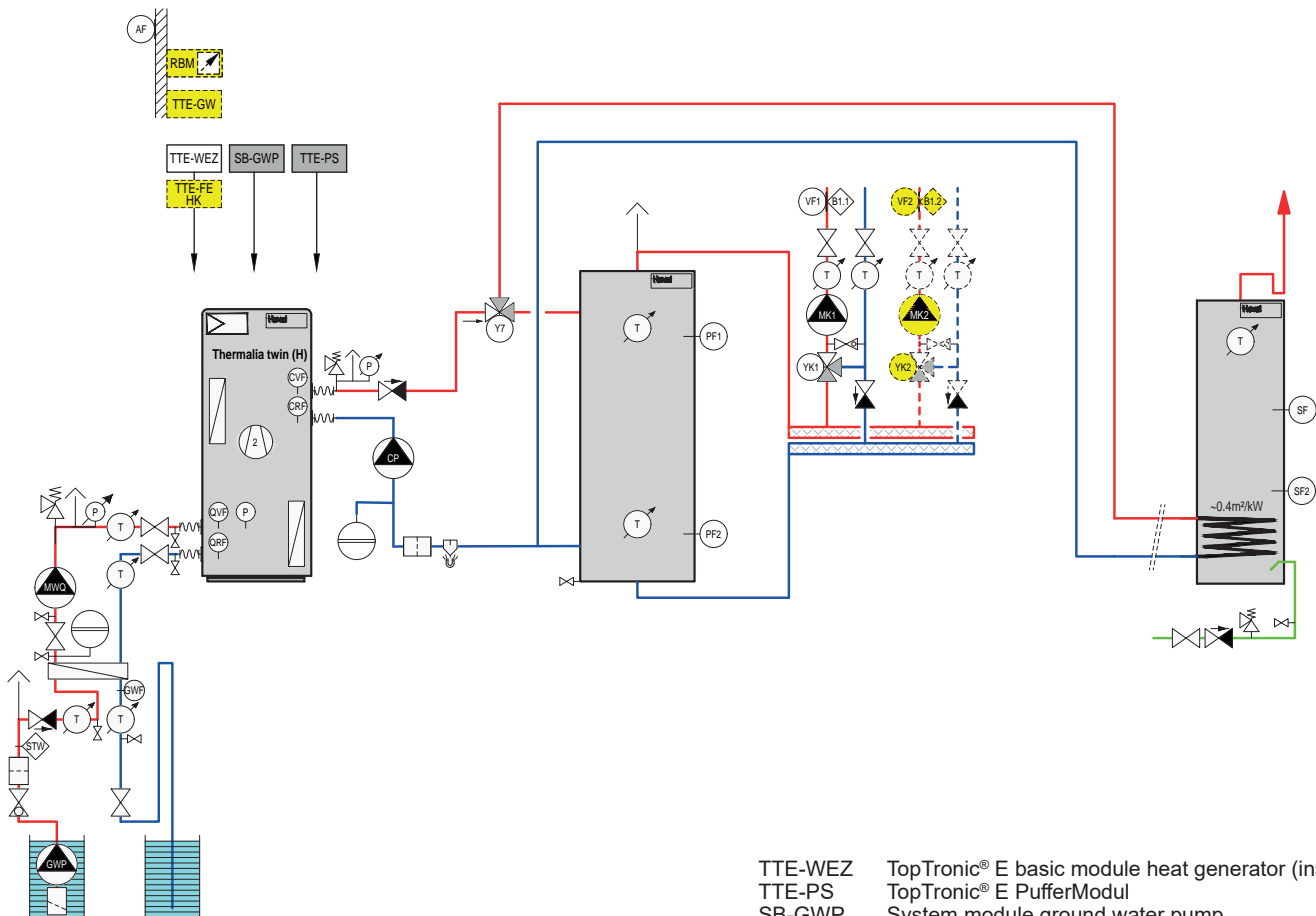 AF
RBM
TTE-GW
TTE-WEZ SB-GWP TTE-PS
TTE-FE
HK
VF1 B1.1 VF2 B1.2
T T T T
MK1 MK2
YK1 YK2
Y7
Thermalia twin (H)
P
CVF
CRF
2
CP
T
PF1
T
PF2
T
SF
SF2
~0.4m²/kW
P
T
QVF P
QRF
T
MWQ
GWF
T
T
STW
GWP
TTE-WEZ TopTronic® E basic module heat generator (in
TTE-PS TopTronic® E PufferModul
SB-GWP System module ground water pump